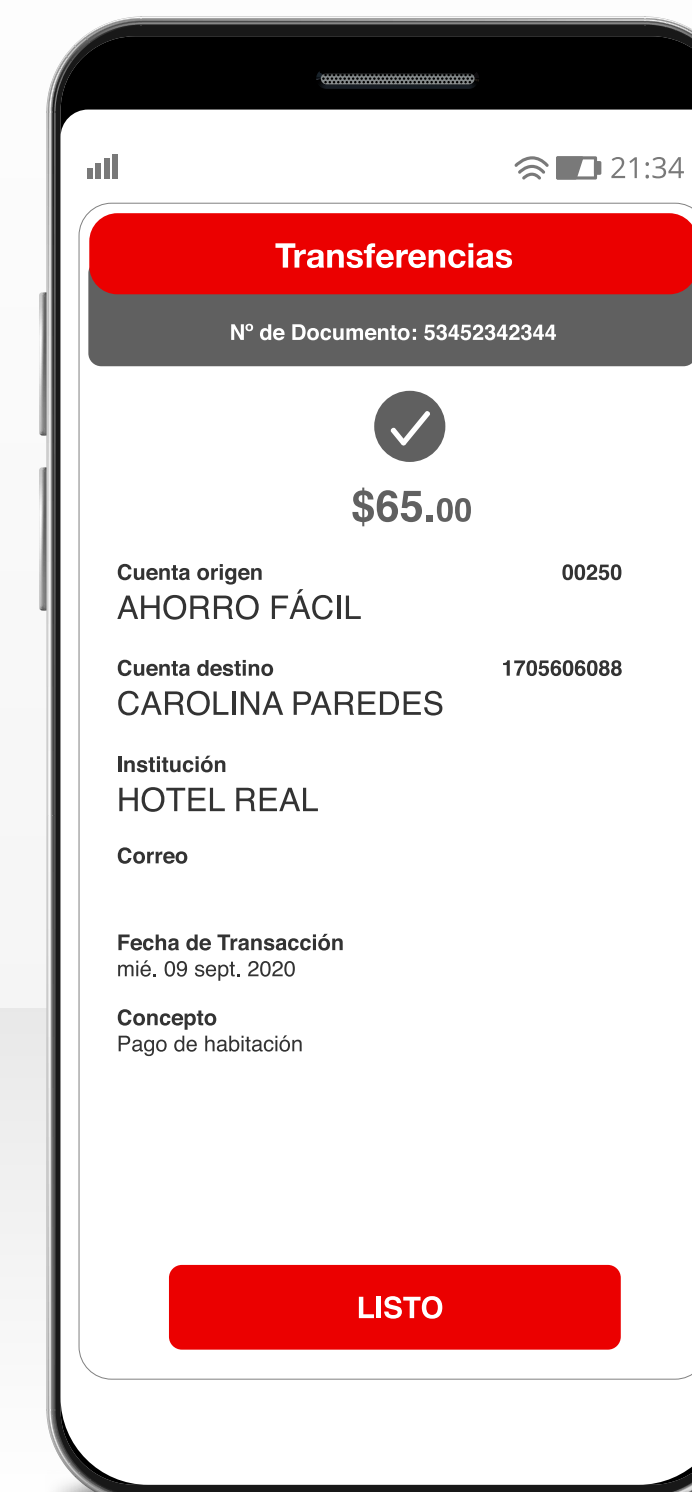 21:34
Transferencias
Nº de Documento: 53452342344
$65.00
Cuenta origen 00250
AHORRO FÁCIL
Cuenta destino 1705606088
CAROLINA PAREDES
Institución
HOTEL REAL
Correo
Fecha de Transacción
mié. 09 sept. 2020
Concepto
Pago de habitación
LISTO